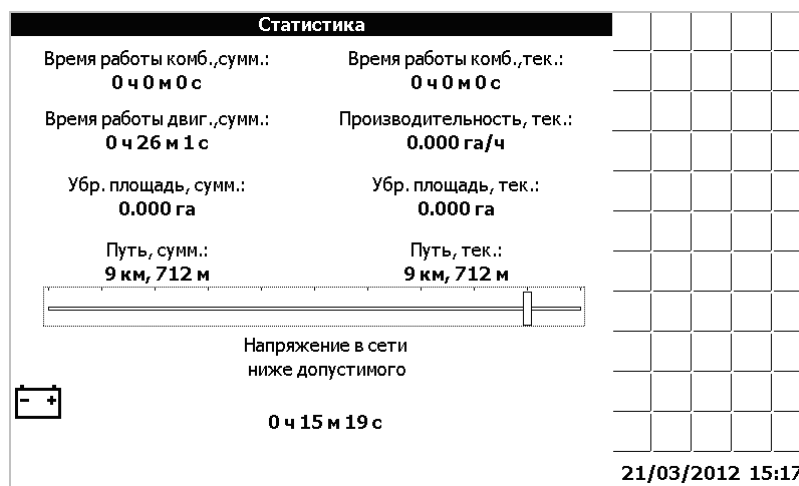 Статистика
Время работы комб.,сумм.:
0 ч 0 м 0 с
Время работы комб.,тек.:
0 ч 0 м 0 с
Время работы двиг.,сумм.:
0 ч 26 м 1 с
Производительность, тек.:
0.000 га/ч
Убр. площадь, сумм.:
0.000 га
Убр. площадь, тек.:
0.000 га
Путь, сумм.:
9 км, 712 м
Путь, тек.:
9 км, 712 м
Напряжение в сети
ниже допустимого
0 ч 15 м 19 с
21/03/2012 15:17